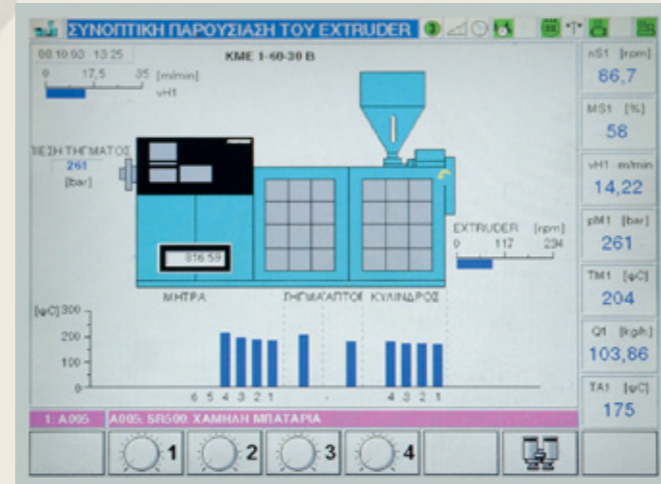 ΣΥΝΟΠΤΙΚΗ ΠΑΡΟΥΣΙΑΣΗ ΤΟΥ EXTRUDER
08.10.03 13:25
KME 1-60-30 B
0 17,5 35 [m/min]
vH1
ΠΙΕΣΗ ΤΗΓΜΑΤΟΣ
261
[bar]
816:59
EXTRUDER [rpm]
0 117 234
ΜΗΤΡΑ
ΚΥΛΙΝΔΡΟΣ
[φC] 300
200
100
0
6 5 4 3 2 1 - 4 3 2 1
1: A005 A005: SR500: ΧΑΜΗΛΗ ΜΠΑΤΑΡΙΑ
1 2 3 4
nS1 [rpm]
86,7
MS1 [%]
58
vH1 m/min
14,22
pM1 [bar]
261
TM1 [φC]
204
Q1 [kg/h]
103,86
TA1 [φC]
175